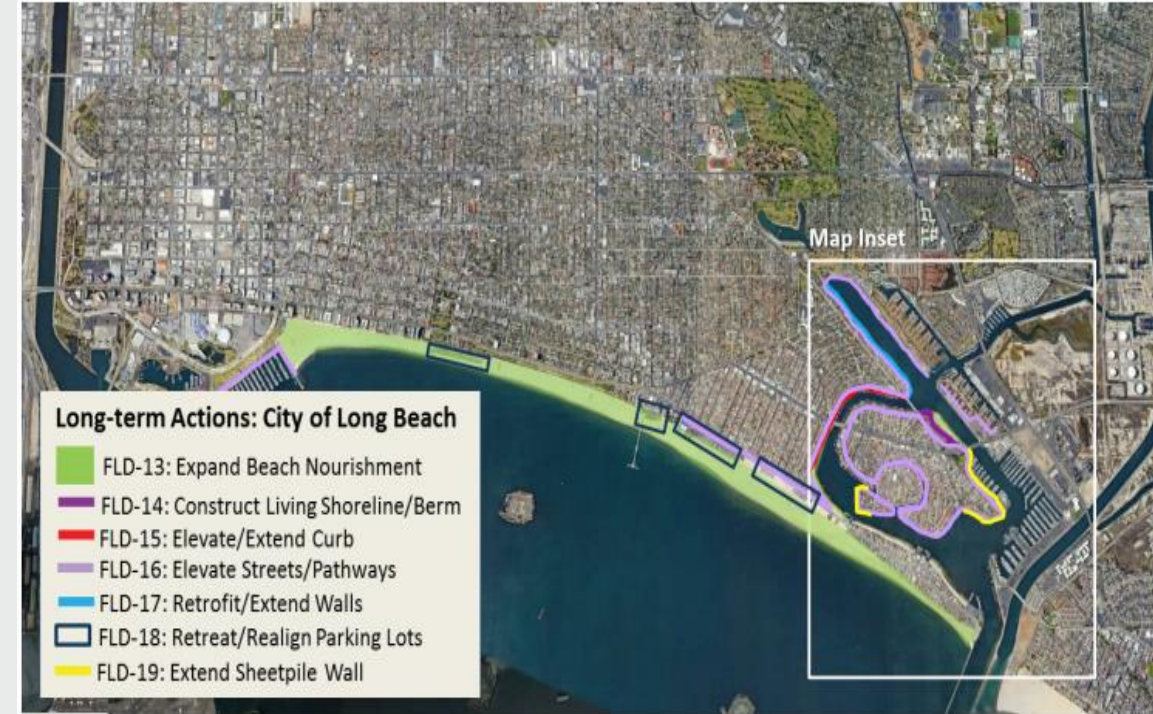 Map Inset
Long-term Actions: City of Long Beach
FLD-13: Expand Beach Nourishment
FLD-14: Construct Living Shoreline/Berm
FLD-15: Elevate/Extend Curb
FLD-16: Elevate Streets/Pathways
FLD-17: Retrofit/Extend Walls
FLD-18: Retreat/Realign Parking Lots
FLD-19: Extend Sheetpile Wall